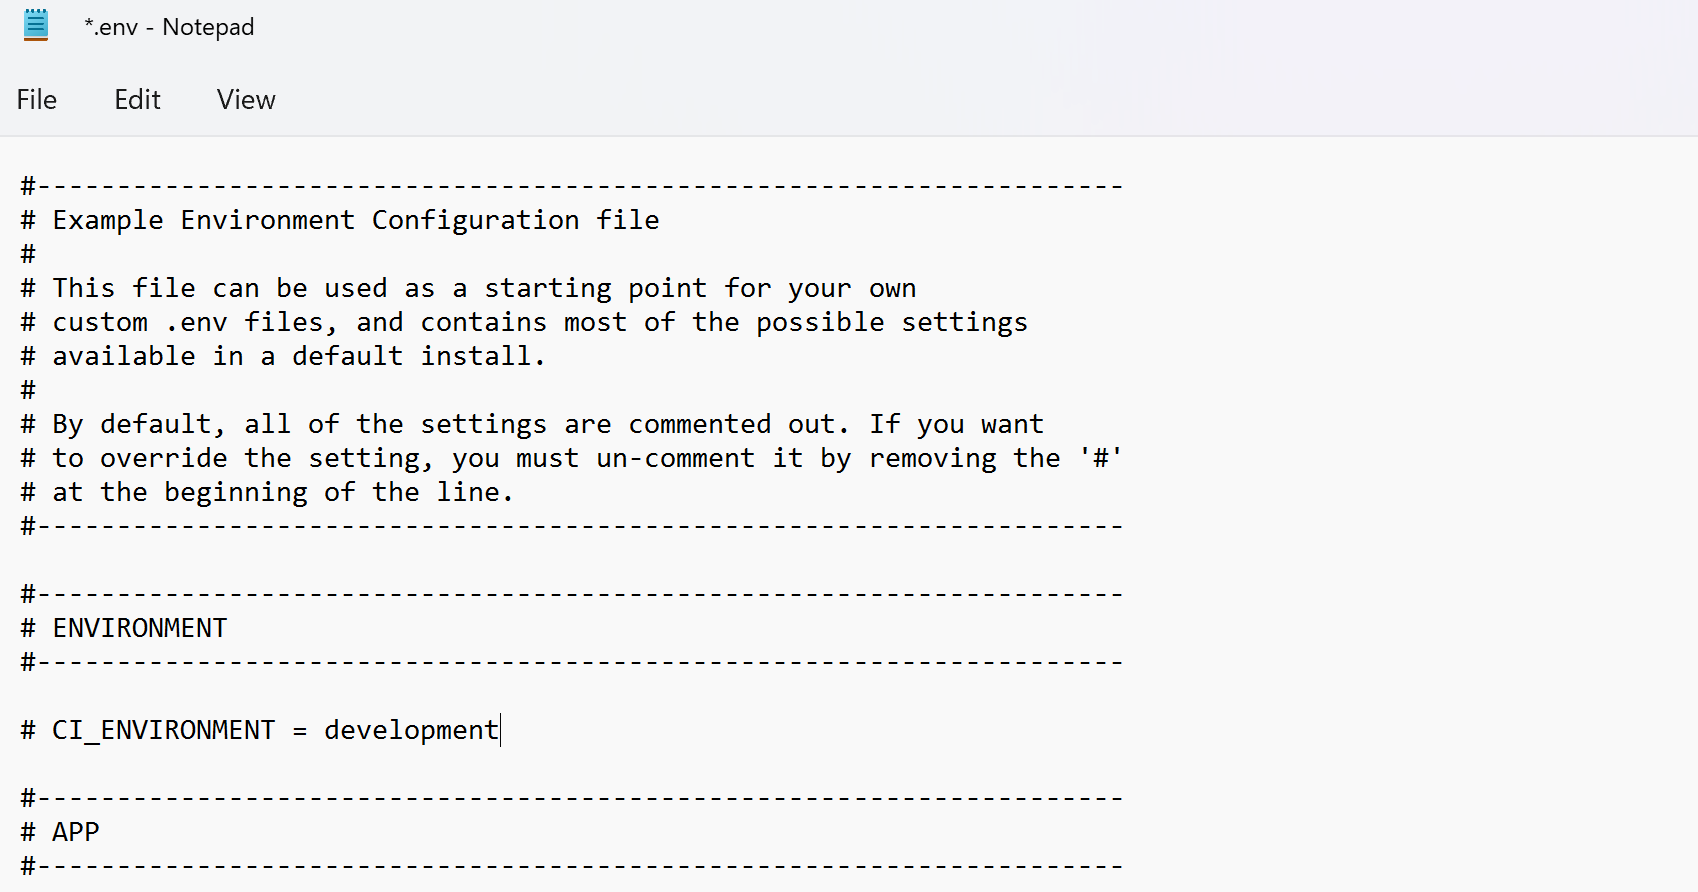 *.env - Notepad
File Edit View
#--------------------------------------------------------------------
# Example Environment Configuration file
#
# This file can be used as a starting point for your own
# custom .env files, and contains most of the possible settings
# available in a default install.
#
# By default, all of the settings are commented out. If you want
# to override the setting, you must un-comment it by removing the '#'
# at the beginning of the line.
#--------------------------------------------------------------------
#--------------------------------------------------------------------
# ENVIRONMENT
#--------------------------------------------------------------------
# CI_ENVIRONMENT = development
#--------------------------------------------------------------------
# APP
#--------------------------------------------------------------------